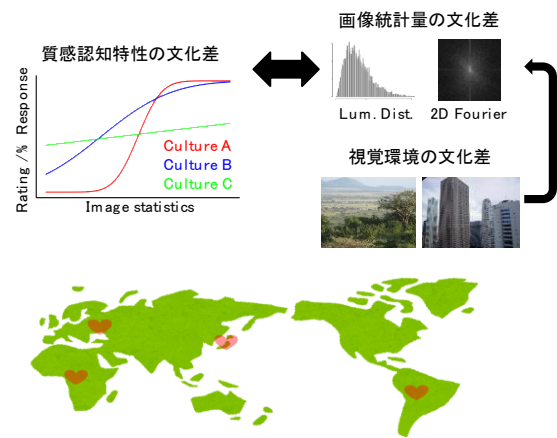 画像統計量の文化差
質感認知特性の文化差
Rating /% Response
Culture A
Culture B
Culture C
Image statistics
Lum. Dist.
2D Fourier
視覚環境の文化差